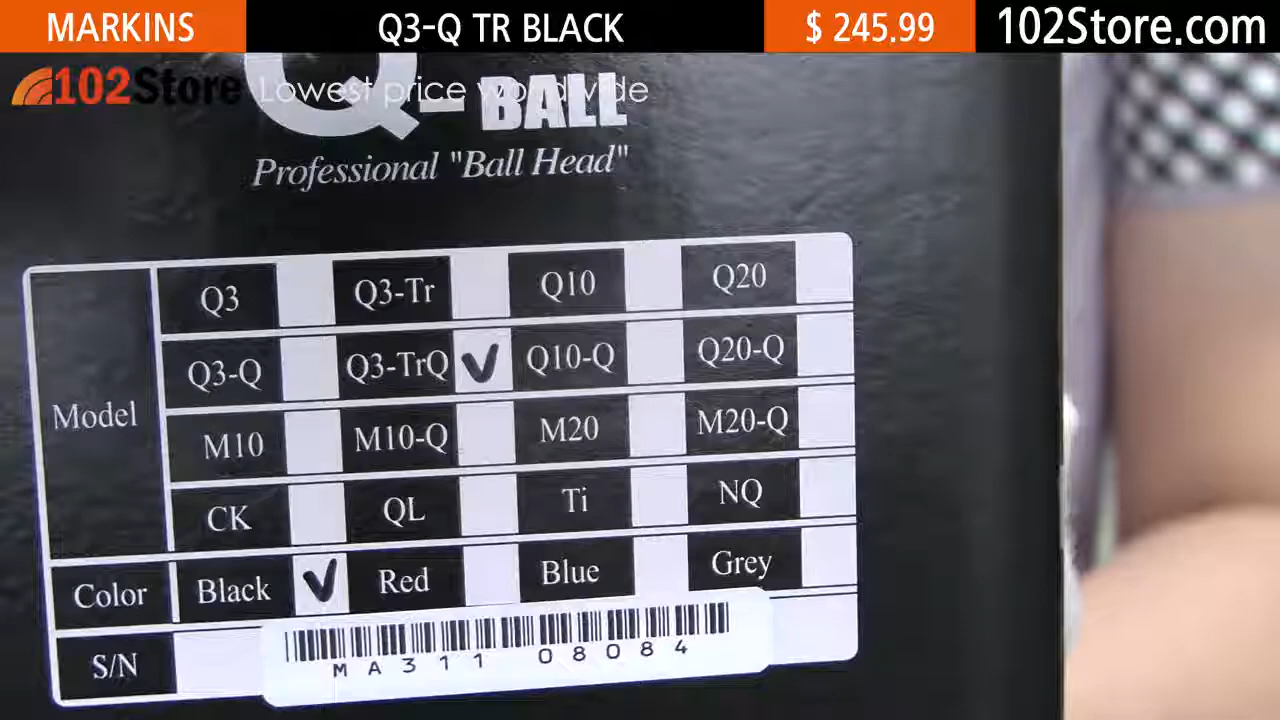 MARKINS Q3-Q TR BLACK $ 245.99 102Store.com
102Store Lowest price worldwide
Q-BALL
Professional "Ball Head"
Model
Q3 Q3-Tr Q10 Q20
Q3-Q Q3-TrQ V Q10-Q Q20-Q
M10 M10-Q M20 M20-Q
CK QL Ti NQ
Color Black V Red Blue Grey
S/N
MA311 08084